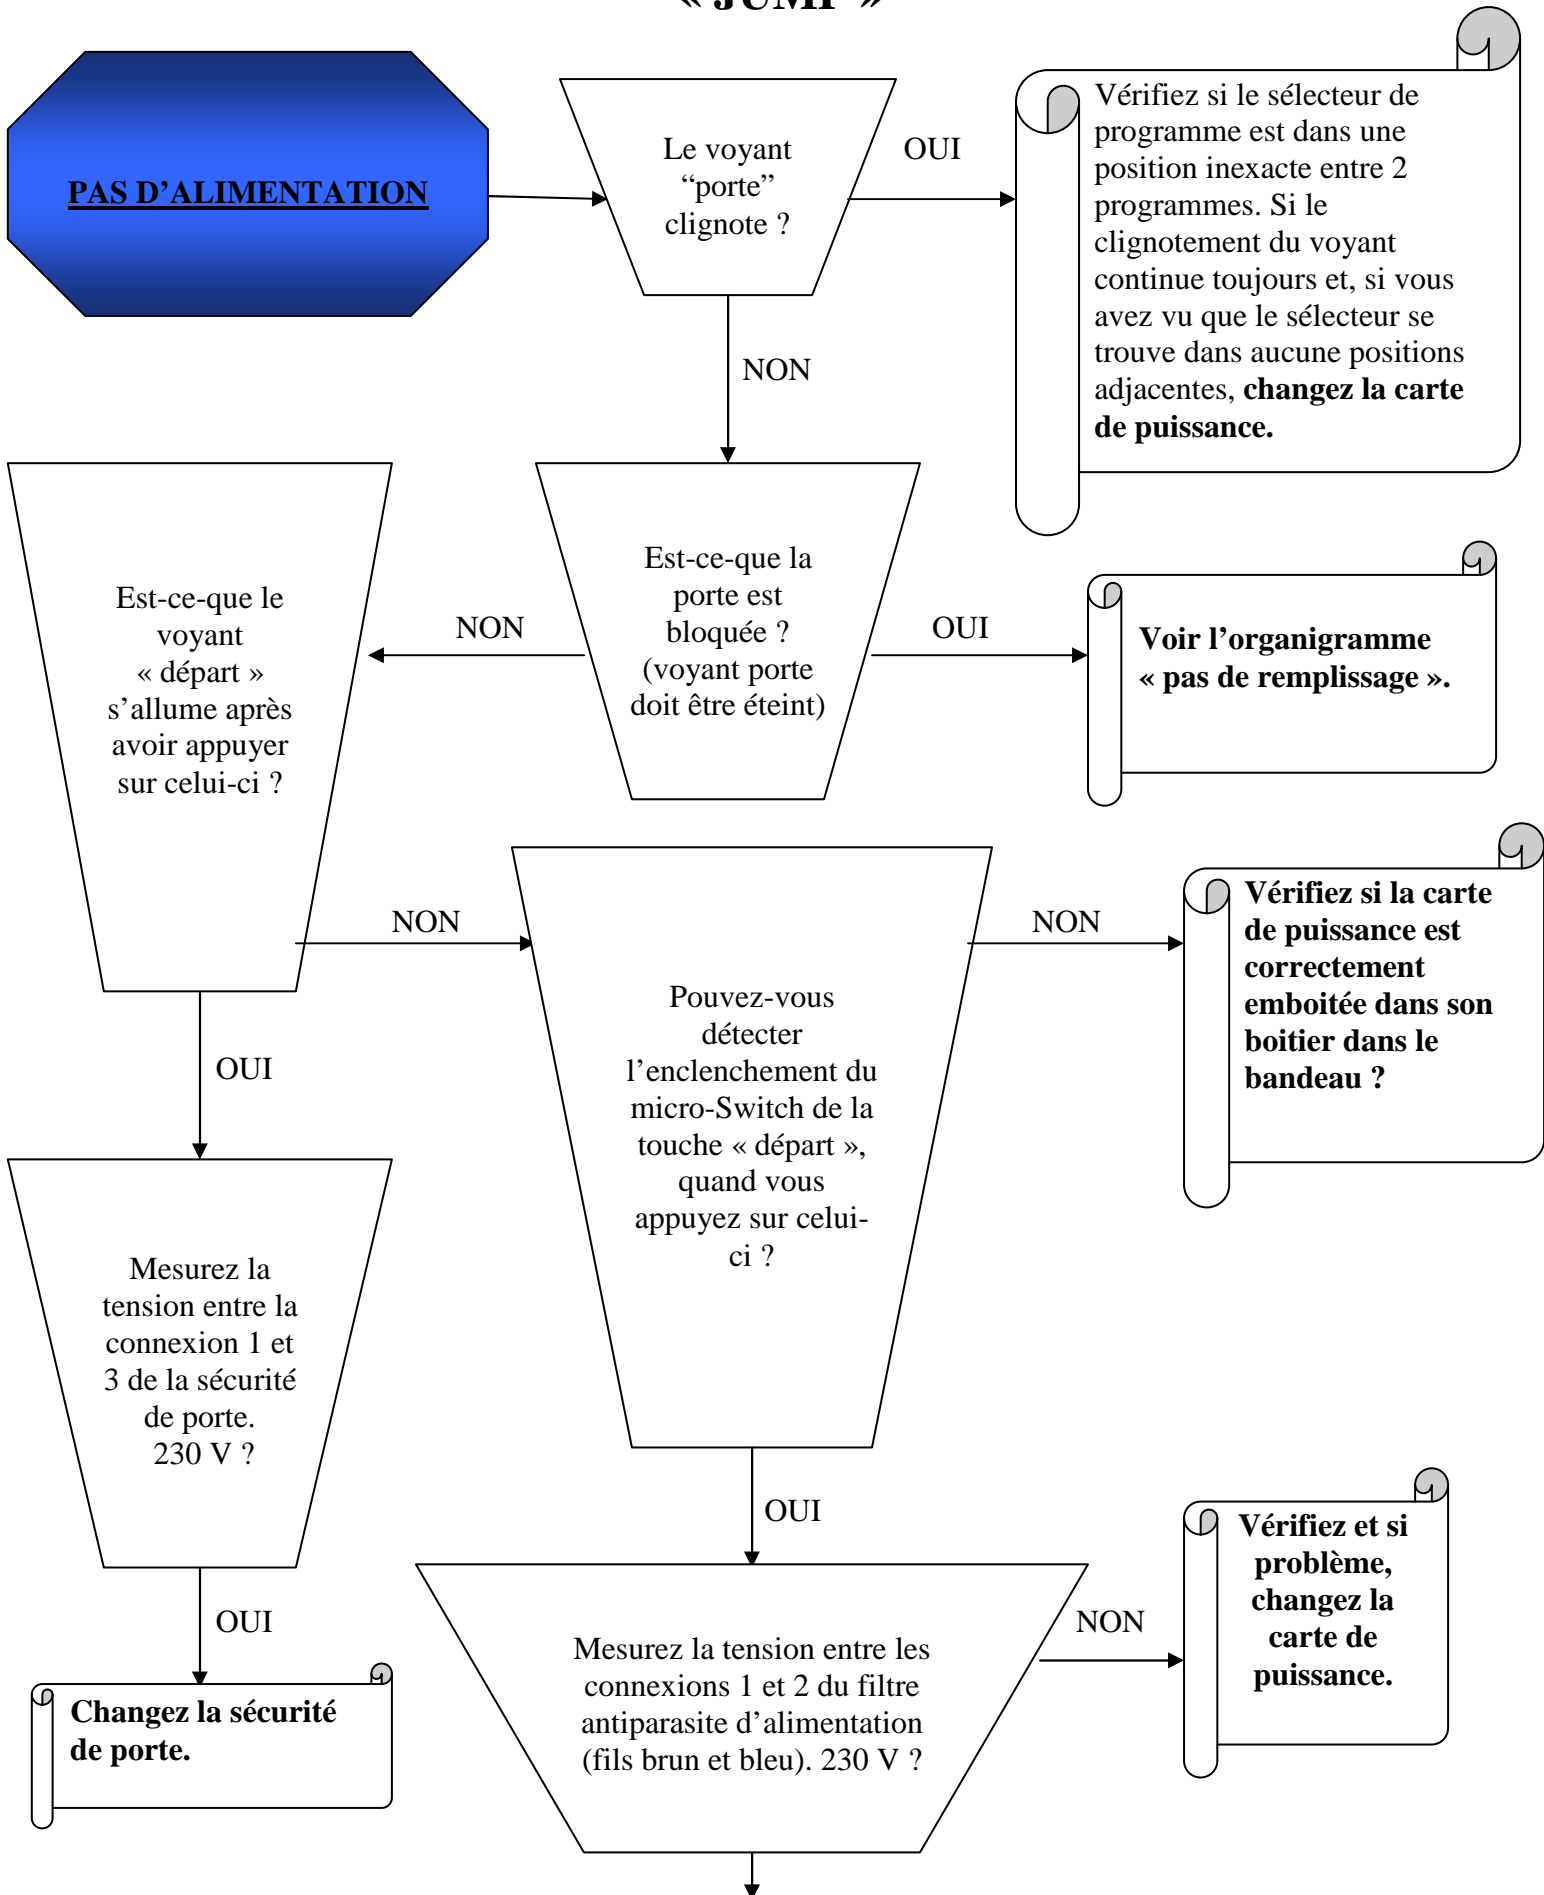 « JUMP »
PAS D’ALIMENTATION
Le voyant
“porte”
clignote ?
OUI
Vérifiez si le sélecteur de
programme est dans une
position inexacte entre 2
programmes. Si le
clignotement du voyant
continue toujours et, si vous
avez vu que le sélecteur se
trouve dans aucune positions
adjacentes, changez la carte
de puissance.
NON
Est-ce-que la
porte est
bloquée ?
(voyant porte
doit être éteint)
OUI
Voir l’organigramme
« pas de remplissage ».
NON
Est-ce-que le
voyant
« départ »
s’allume après
avoir appuyer
sur celui-ci ?
NON
Pouvez-vous
détecter
l’enclenchement du
micro-Switch de la
touche « départ »,
quand vous
appuyez sur celui-
ci ?
NON
Vérifiez si la carte
de puissance est
correctement
emboitée dans son
boitier dans le
bandeau ?
OUI
Mesurez la
tension entre la
connexion 1 et
3 de la sécurité
de porte.
230 V ?
OUI
Changez la sécurité
de porte.
OUI
Mesurez la tension entre les
connexions 1 et 2 du filtre
antiparasite d’alimentation
(fils brun et bleu). 230 V ?
NON
Vérifiez et si
problème,
changez la
carte de
puissance.